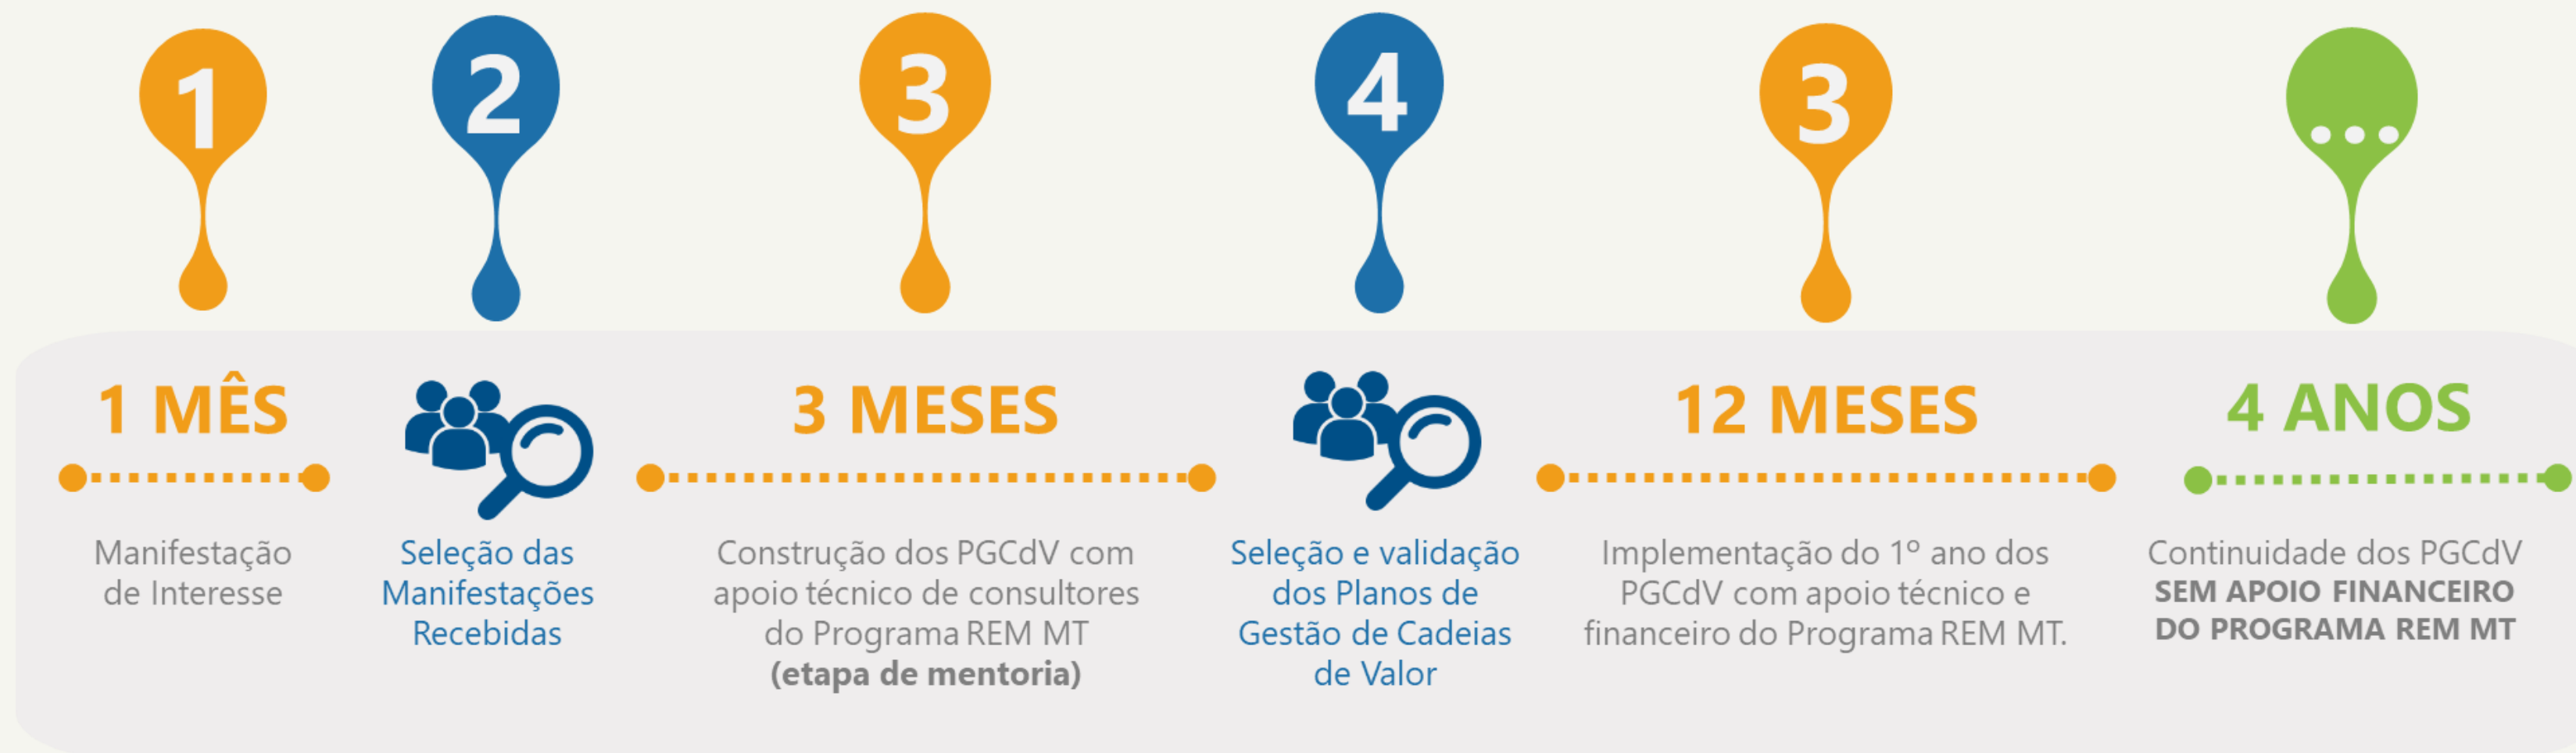 1
2
3
4
3
...
1 MÊS
3 MESES
12 MESES
4 ANOS
Manifestação
de Interesse
Seleção das
Manifestações
Recebidas
Construção dos PGCdV com
apoio técnico de consultores
do Programa REM MT
(etapa de mentoria)
Seleção e validação
dos Planos de
Gestão de Cadeias
de Valor
Implementação do 1º ano dos
PGCdV com apoio técnico e
financeiro do Programa REM MT.
Continuidade dos PGCdV
SEM APOIO FINANCEIRO
DO PROGRAMA REM MT